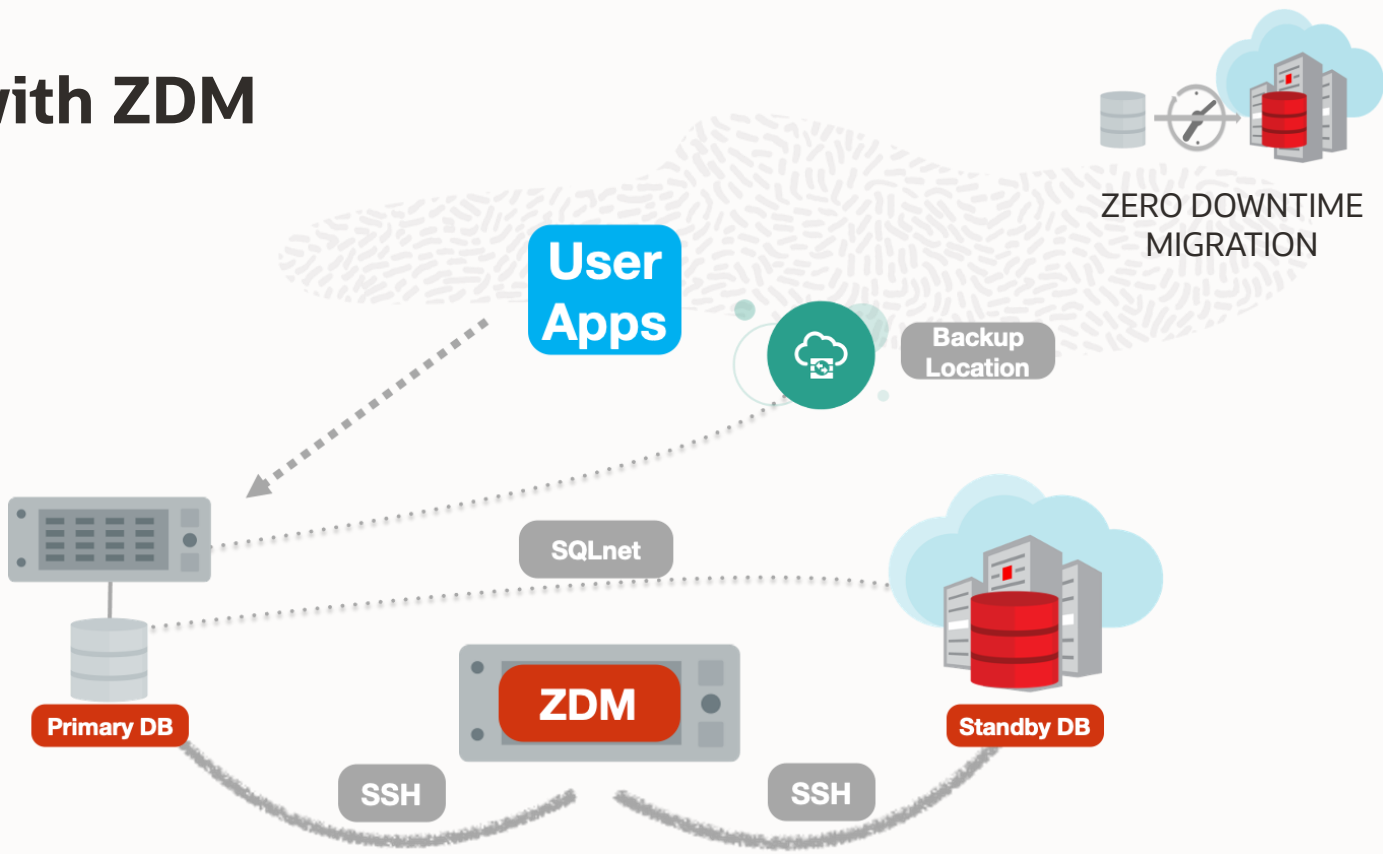 with ZDM
ZERO DOWNTIME
MIGRATION
User
Apps
Backup
Location
SQLnet
ZDM
Primary DB
Standby DB
SSH
SSH